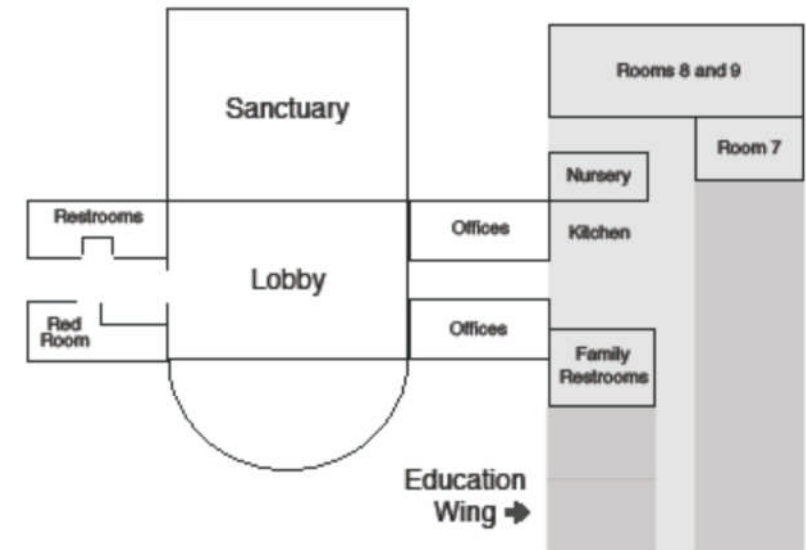 Sanctuary
Rooms 8 and 9
Room 7
Nursery
Restrooms
Offices
Kitchen
Lobby
Red
Room
Offices
Family
Restrooms
Education
Wing